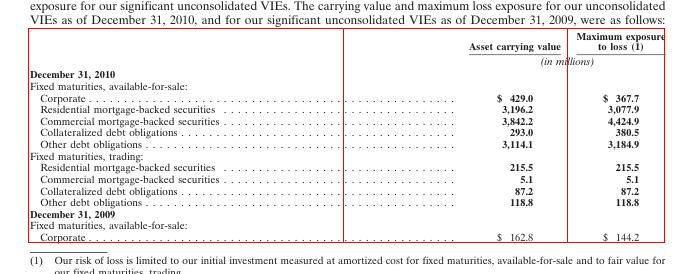 exposure for our significant unconsolidated VIEs. The carrying value and maximum loss exposure for our unconsolidated
VIEs as of December 31, 2010, and for our significant unconsolidated VIEs as of December 31, 2009, were as follows:
Asset carrying value Maximum exposure to loss (1)
(in millions)
December 31, 2010
Fixed maturities, available-for-sale:
Corporate . . . . . . . . . . $ 429.0 $ 367.7
Residential mortgage-backed securities . . . . . . . . . . 3,196.2 3,077.9
Commercial mortgage-backed securities . . . . . . . . . . 3,842.2 4,424.9
Collateralized debt obligations . . . . . . . . . . 293.0 380.5
Other debt obligations . . . . . . . . . . 3,114.1 3,184.9
Fixed maturities, trading:
Residential mortgage-backed securities . . . . . . . . . . 215.5 215.5
Commercial mortgage-backed securities . . . . . . . . . . 5.1 5.1
Collateralized debt obligations . . . . . . . . . . 87.2 87.2
Other debt obligations . . . . . . . . . . 118.8 118.8
December 31, 2009
Fixed maturities, available-for-sale:
Corporate . . . . . . . . . . $ 162.8 $ 144.2
(1) Our risk of loss is limited to our initial investment measured at amortized cost for fixed maturities, available-for-sale and to fair value for
our fixed maturities, trading.